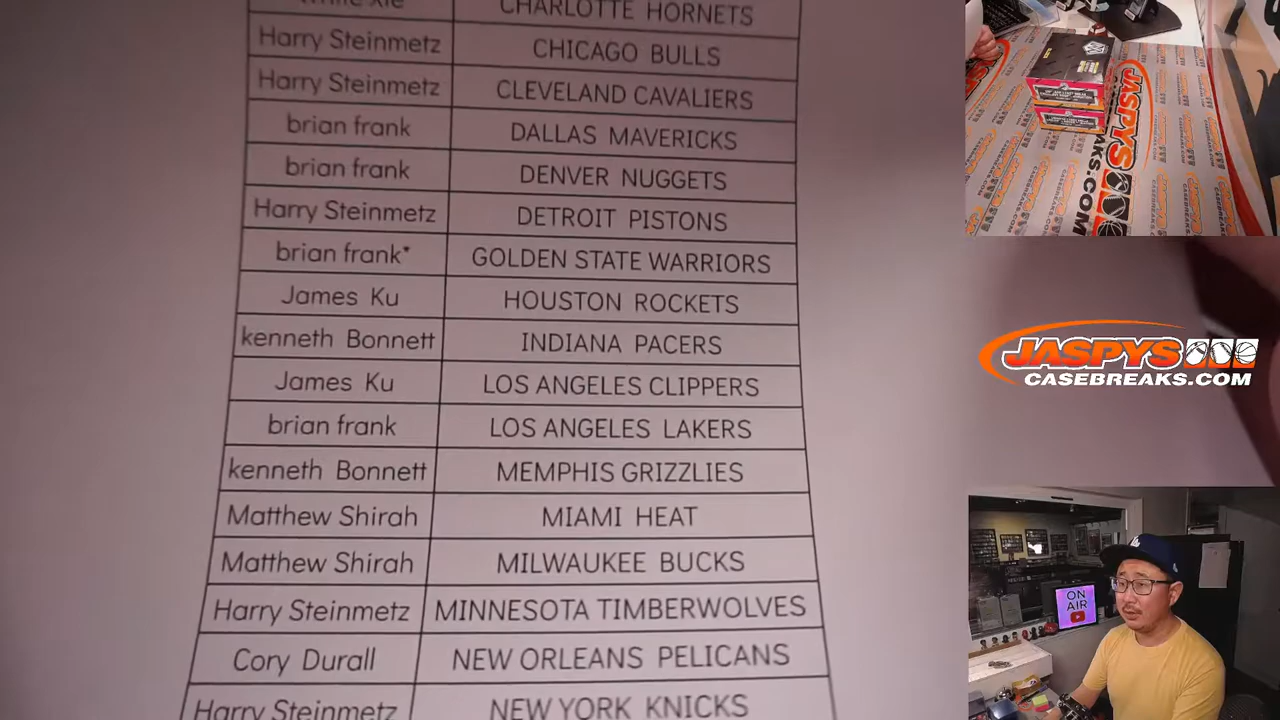 CHARLOTTE HORNETS
Harry Steinmetz CHICAGO BULLS
Harry Steinmetz CLEVELAND CAVALIERS
brian frank DALLAS MAVERICKS
brian frank DENVER NUGGETS
Harry Steinmetz DETROIT PISTONS
brian frank* GOLDEN STATE WARRIORS
James Ku HOUSTON ROCKETS
kenneth Bonnett INDIANA PACERS
James Ku LOS ANGELES CLIPPERS
brian frank LOS ANGELES LAKERS
kenneth Bonnett MEMPHIS GRIZZLIES
Matthew Shirah MIAMI HEAT
Matthew Shirah MILWAUKEE BUCKS
Harry Steinmetz MINNESOTA TIMBERWOLVES
Cory Durall NEW ORLEANS PELICANS
Harry Steinmetz NEW YORK KNICKS
JASPYS
CASEBREAKS.COM
JASPYS
ON
AIR